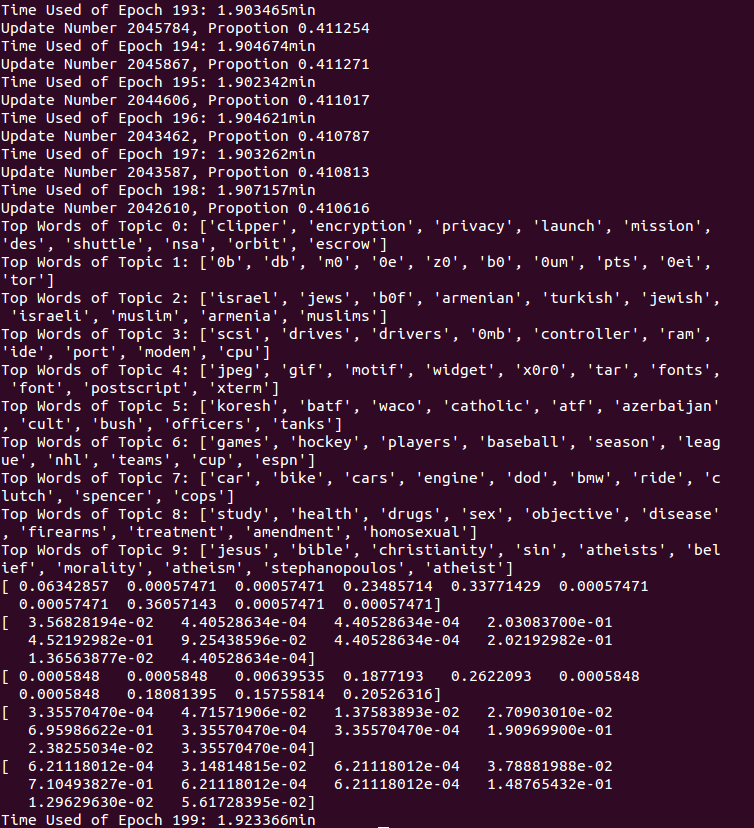 Time Used of Epoch 193: 1.903465min
Update Number 2045784, Propotion 0.411254
Time Used of Epoch 194: 1.904674min
Update Number 2045867, Propotion 0.411271
Time Used of Epoch 195: 1.902342min
Update Number 2044606, Propotion 0.411017
Time Used of Epoch 196: 1.904621min
Update Number 2043462, Propotion 0.410787
Time Used of Epoch 197: 1.903262min
Update Number 2043587, Propotion 0.410813
Time Used of Epoch 198: 1.907157min
Update Number 2042610, Propotion 0.410616
Top Words of Topic 0: ['clipper', 'encryption', 'privacy', 'launch', 'mission',
'des', 'shuttle', 'nsa', 'orbit', 'escrow']
Top Words of Topic 1: ['0b', 'db', 'm0', '0e', 'z0', 'b0', '0um', 'pts', '0ei',
'tor']
Top Words of Topic 2: ['israel', 'jews', 'b0f', 'armenian', 'turkish', 'jewish',
'israeli', 'muslim', 'armenia', 'muslims']
Top Words of Topic 3: ['scsi', 'drives', 'drivers', '0mb', 'controller', 'ram',
'ide', 'port', 'modem', 'cpu']
Top Words of Topic 4: ['jpeg', 'gif', 'motif', 'widget', 'x0r0', 'tar', 'fonts',
'font', 'postscript', 'xterm']
Top Words of Topic 5: ['koresh', 'batf', 'waco', 'catholic', 'atf', 'azerbaijan'
, 'cult', 'bush', 'officers', 'tanks']
Top Words of Topic 6: ['games', 'hockey', 'players', 'baseball', 'season', 'leag
ue', 'nhl', 'teams', 'cup', 'espn']
Top Words of Topic 7: ['car', 'bike', 'cars', 'engine', 'dod', 'bmw', 'ride', 'c
lutch', 'spencer', 'cops']
Top Words of Topic 8: ['study', 'health', 'drugs', 'sex', 'objective', 'disease'
, 'firearms', 'treatment', 'amendment', 'homosexual']
Top Words of Topic 9: ['jesus', 'bible', 'christianity', 'sin', 'atheists', 'bel
ief', 'morality', 'atheism', 'stephanopoulos', 'atheist']
[ 0.06342857 0.00057471 0.00057471 0.23485714 0.33771429 0.00057471
0.00057471 0.36057143 0.00057471 0.00057471]
[ 3.56828194e-02 4.40528634e-04 4.40528634e-04 2.03083700e-01
4.52192982e-01 9.25438596e-02 4.40528634e-04 2.02192982e-01
1.36563877e-02 4.40528634e-04]
[ 0.0005848 0.0005848 0.00639535 0.1877193 0.2622093 0.0005848
0.0005848 0.18081395 0.15755814 0.20526316]
[ 3.35570470e-04 4.71571906e-02 1.37583893e-02 2.70903010e-02
6.95986622e-01 3.35570470e-04 3.35570470e-04 1.90969900e-01
2.38255034e-02 3.35570470e-04]
[ 6.21118012e-04 3.14814815e-02 6.21118012e-04 3.78881988e-02
7.10493827e-01 6.21118012e-04 6.21118012e-04 1.48765432e-01
1.29629630e-02 5.61728395e-02]
Time Used of Epoch 199: 1.923366min